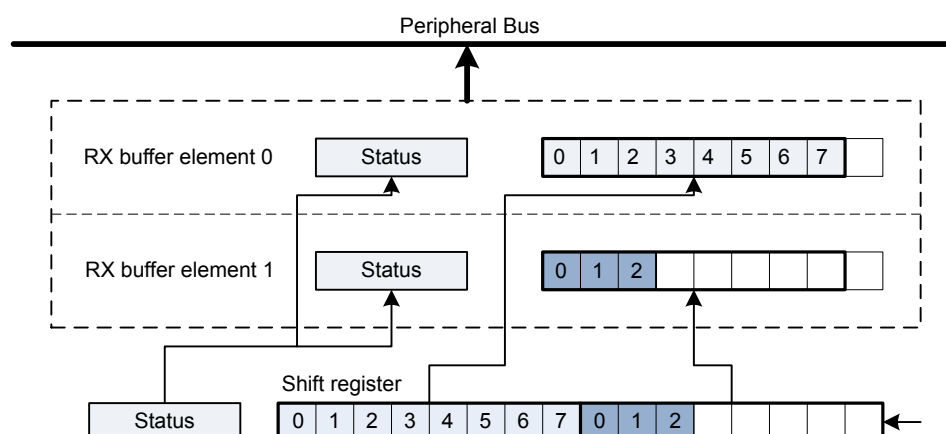 Peripheral Bus
RX buffer element 0 Status 0 1 2 3 4 5 6 7
RX buffer element 1 Status 0 1 2
Shift register
Status 0 1 2 3 4 5 6 7 0 1 2